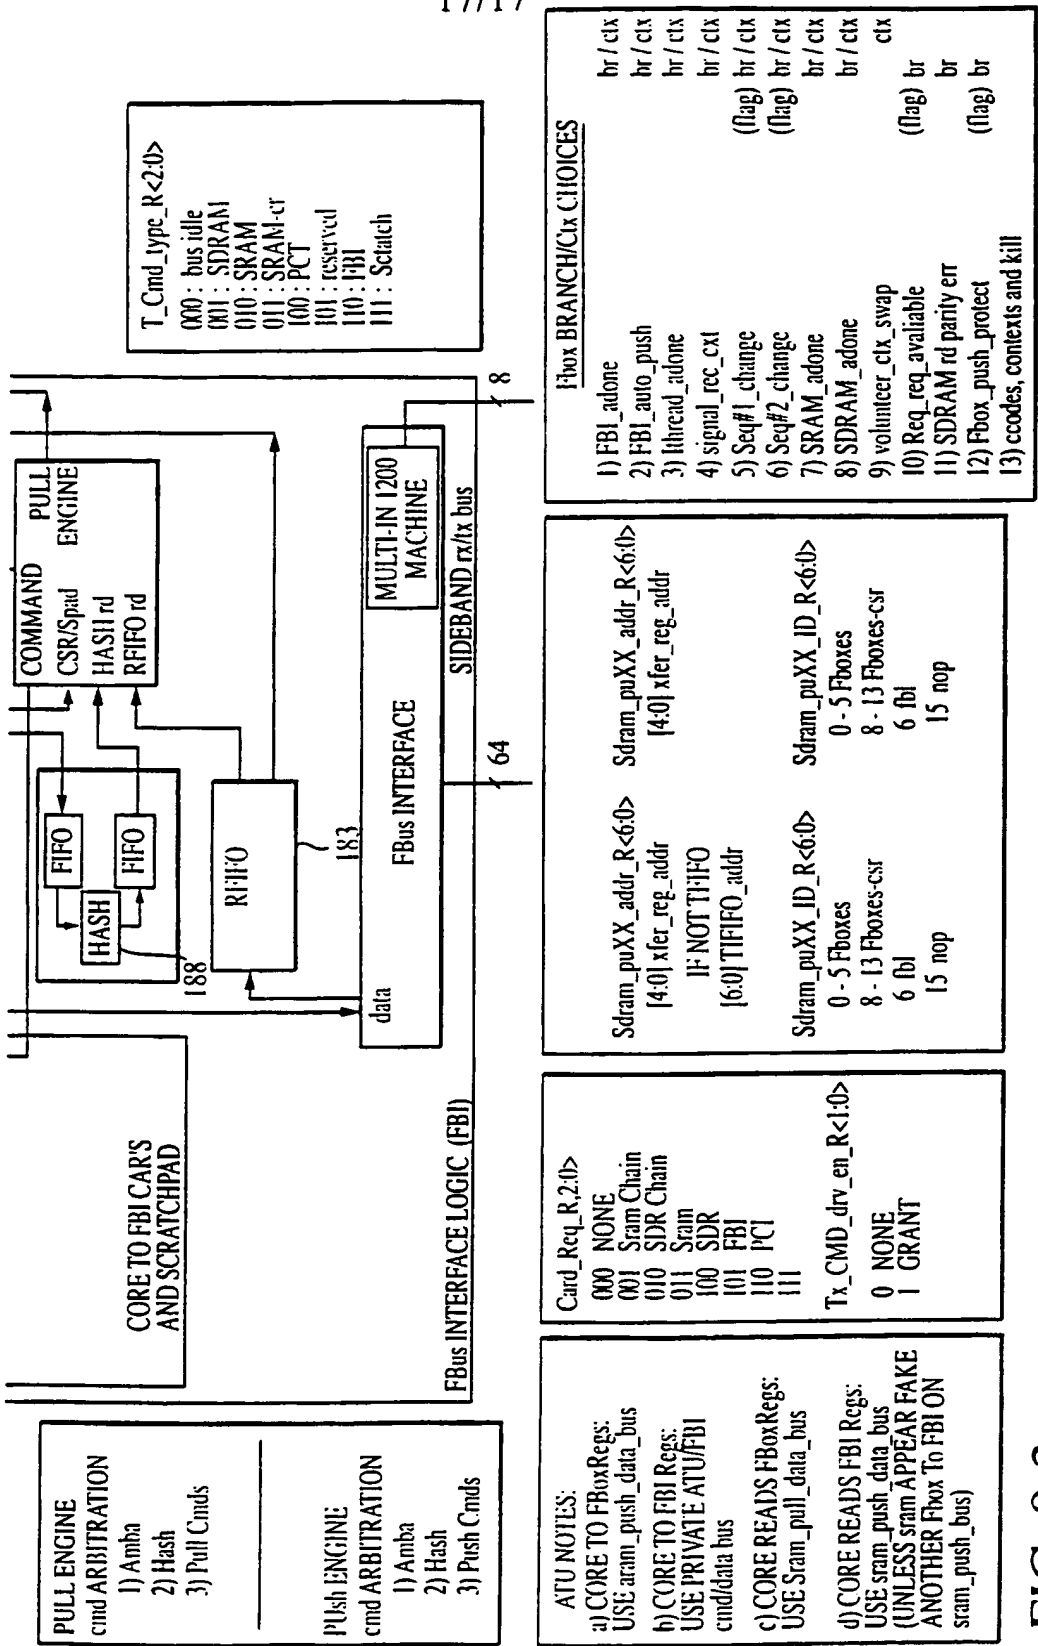 17/17
PULL ENGINE
cmd ARBITRATION
1) Amba
2) Hash
3) Pull Cmds
PUsh ENGINE
cmd ARBITRATION
1) Amba
2) Hash
3) Push Cmds
CORE TO FBI CAR'S
AND SCRATCHPAD
FBus INTERFACE LOGIC (FBI)
FIFO
HASH
FIFO
188
COMMAND
PULL
ENGINE
CSR/Spad
HASH rd
RFIFO rd
RFIFO
183
data
FBus INTERFACE
MULTI-IN 1200
MACHINE
SIDEBAND rx/tx bus
64
8
T_Cmd_type_R<2:0>
000 : bus idle
001 : SDRAM
010 : SRAM
011 : SRAM-cr
100 : PCT
101 : reserved
110 : FBI
111 : Sctatch
ATU NOTES:
a) CORE TO FBoxRegs:
USE aram_push_data_bus
b) CORE TO FBI Regs:
USE PRIVATE ATU/FBI
cmd/data bus
c) CORE READS FBoxRegs:
USE Sram_pull_data_bus
d) CORE READS FBI Regs:
USE sram_push_data_bus
(UNLESS sram APPEAR FAKE
ANOTHER Fbox To FBI ON
sram_push_bus)
Card_Req_R,2:0>
000 NONE
001 Sram Chain
010 SDR Chain
011 Sram
100 SDR
101 FBI
110 PCI
111
Tx_CMD_drv_en_R<1:0>
0 NONE
1 GRANT
Sdram_puXX_addr_R<6:0>
[4:0] xfer_reg_addr
IF NOT TFIFO
[6:0] TFIFO_addr
Sdram_puXX_ID_R<6:0>
0 - 5 Fboxes
8 - 13 Fboxes-csr
6 fbI
15 nop
Sdram_puXX_addr_R<6:0>
[4:0] xfer_reg_addr
Sdram_puXX_ID_R<6:0>
0 - 5 Fboxes
8 - 13 Fboxes-csr
6 fbI
15 nop
Fbox BRANCH/Ctx CHOICES
1) FBI_adone br / ctx
2) FBI_auto_push br / ctx
3) Ithread_adone br / ctx
4) signal_rec_cxt br / ctx
5) Seq#1_change (flag) br / ctx
6) Seq#2_change (flag) br / ctx
7) SRAM_adone br / ctx
8) SDRAM_adone br / ctx
9) volunteer_ctx_swap ctx
10) Req_req_avaliable (flag) br
11) SDRAM rd parity err br
12) Fbox_push_protect (flag) br
13) ccodes, contexts and kill